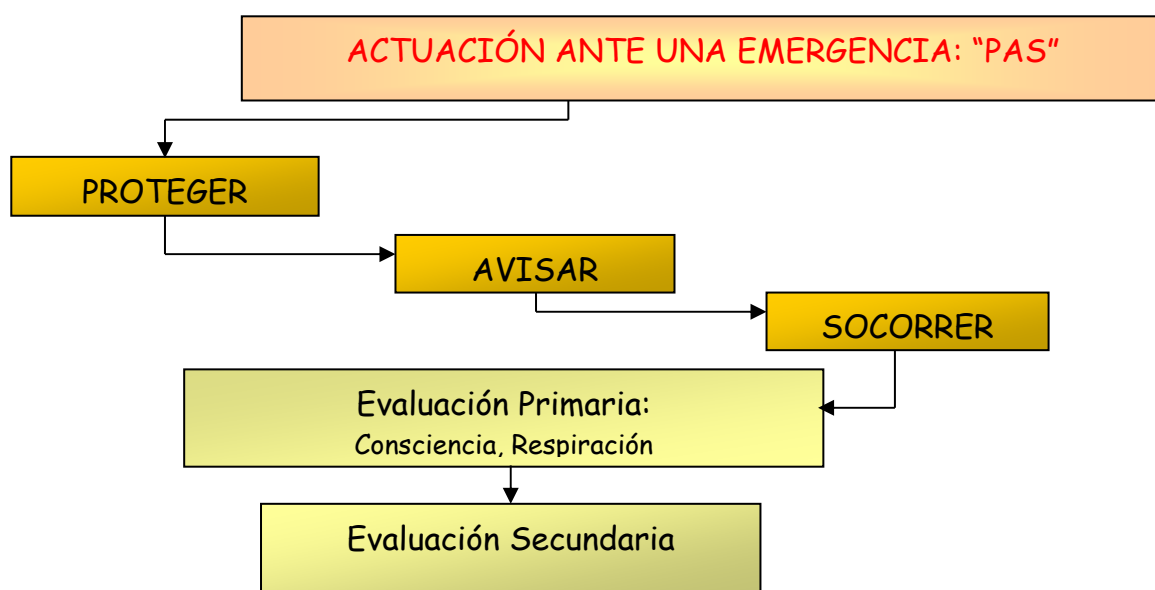 ACTUACIÓN ANTE UNA EMERGENCIA: “PAS”
PROTEGER
AVISAR
SOCORRER
Evaluación Primaria:
Consciencia, Respiración
Evaluación Secundaria